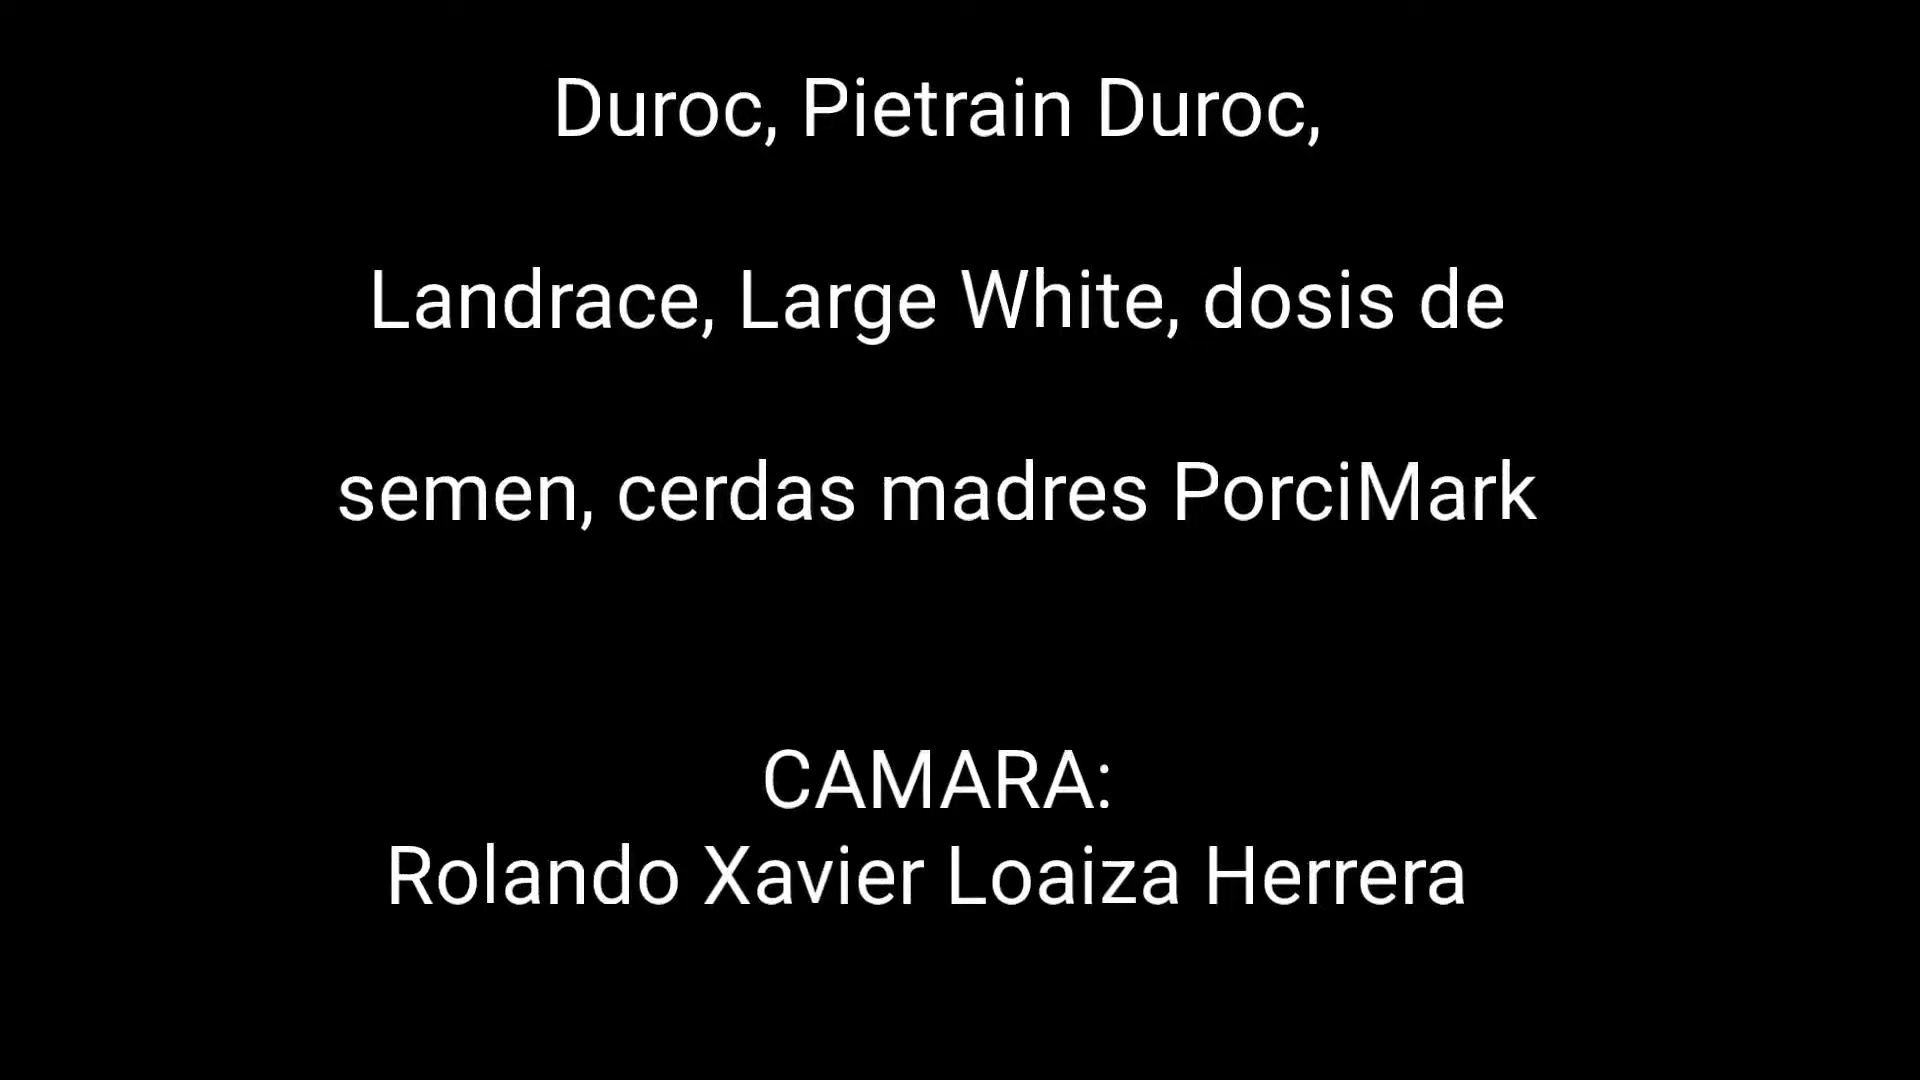 Duroc, Pietrain Duroc,
Landrace, Large White, dosis de
semen, cerdas madres PorciMark
CAMARA:
Rolando Xavier Loaiza Herrera